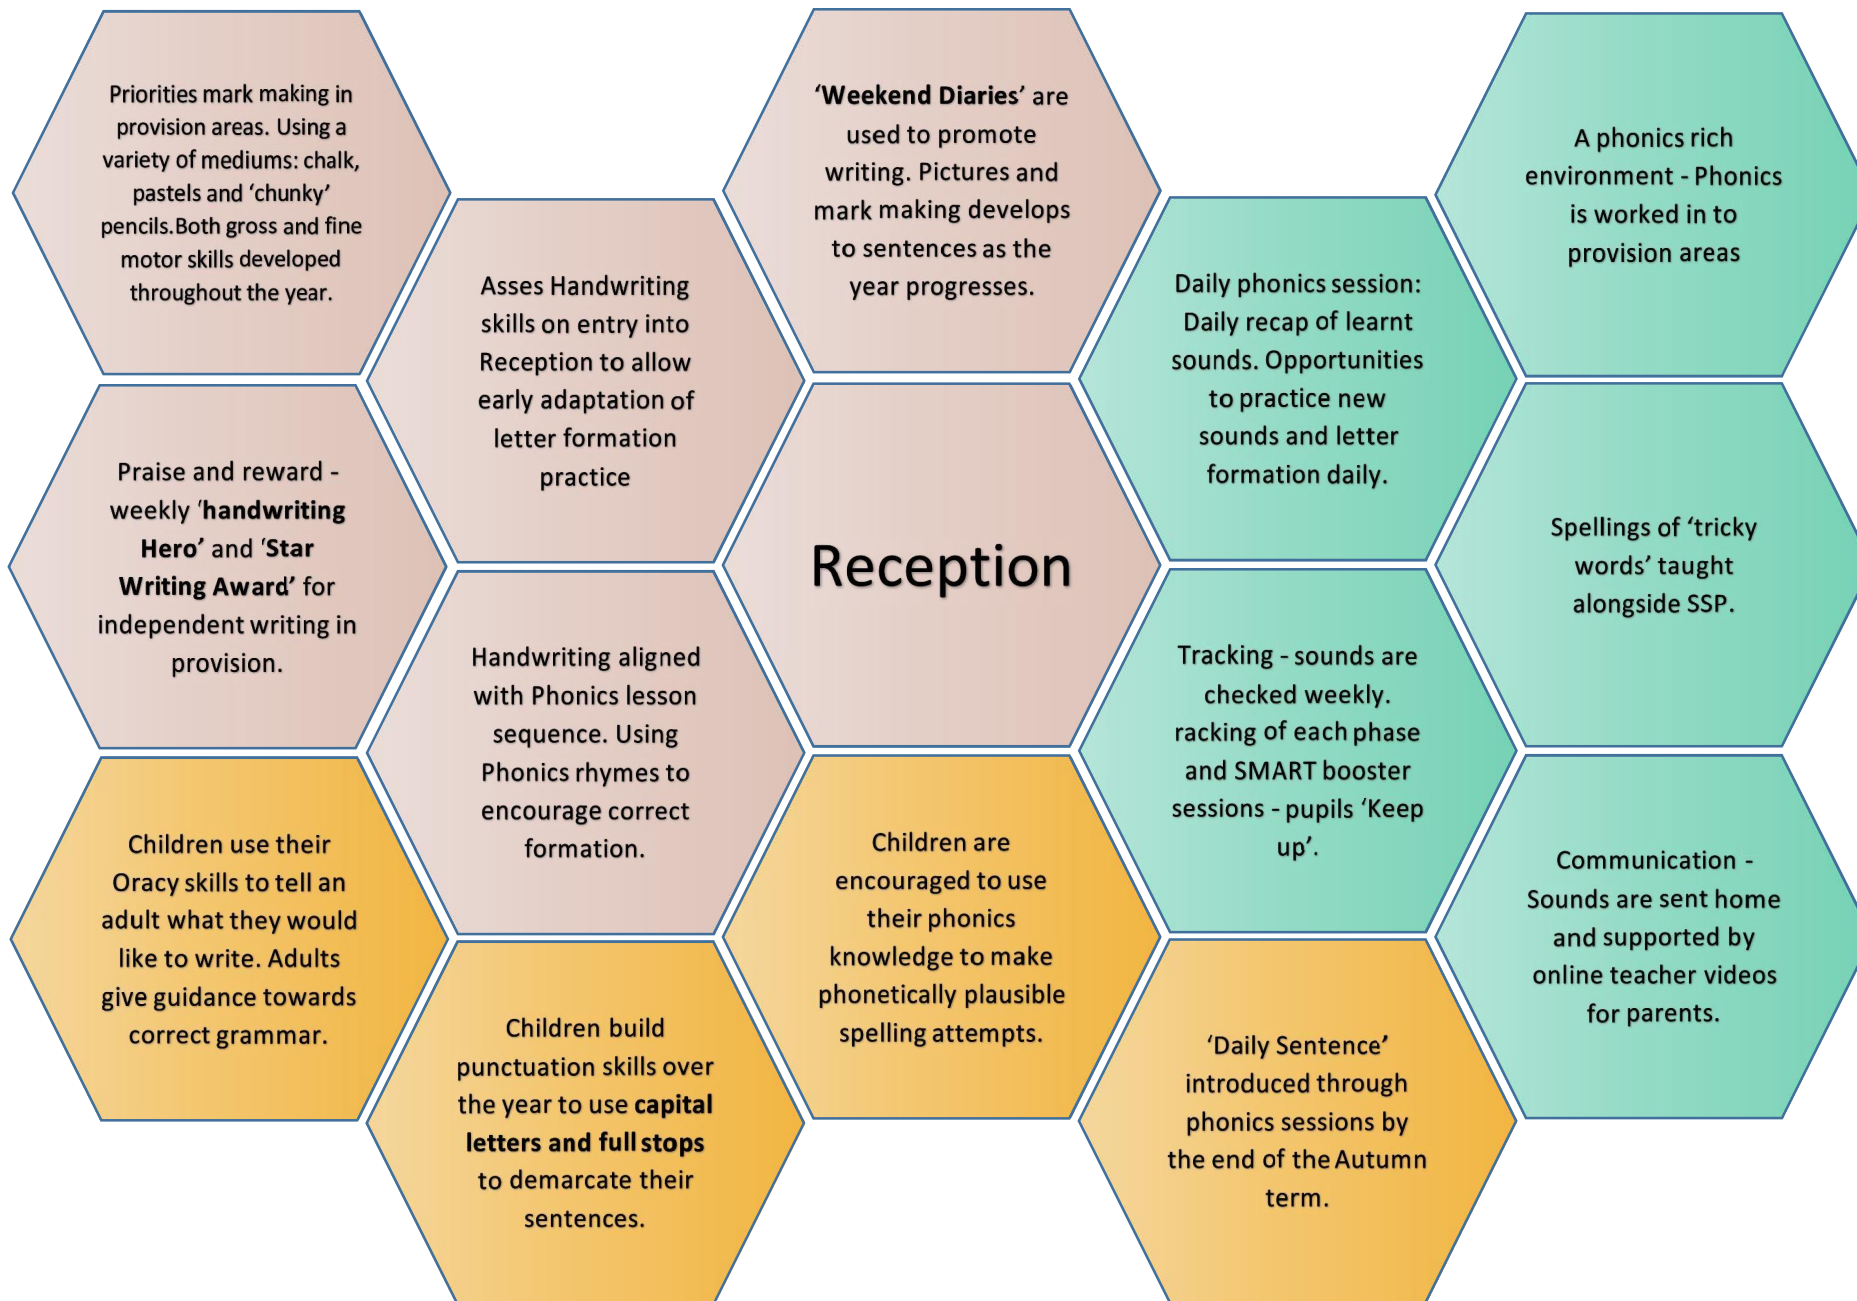 Priorities mark making in
provision areas. Using a
variety of mediums: chalk,
pastels and ‘chunky’
pencils.Both gross and fine
motor skills developed
throughout the year.
Praise and reward -
weekly ‘handwriting
Hero’ and ‘Star
Writing Award’ for
independent writing in
provision.
Children use their
Oracy skills to tell an
adult what they would
like to write. Adults
give guidance towards
correct grammar.
Asses Handwriting
skills on entry into
Reception to allow
early adaptation of
letter formation
practice
Handwriting aligned
with Phonics lesson
sequence. Using
Phonics rhymes to
encourage correct
formation.
Children build
punctuation skills over
the year to use capital
letters and full stops
to demarcate their
sentences.
‘Weekend Diaries’ are
used to promote
writing. Pictures and
mark making develops
to sentences as the
year progresses.
Reception
Children are
encouraged to use
their phonics
knowledge to make
phonetically plausible
spelling attempts.
Daily phonics session:
Daily recap of learnt
sounds. Opportunities
to practice new
sounds and letter
formation daily.
Tracking - sounds are
checked weekly.
racking of each phase
and SMART booster
sessions - pupils ‘Keep
up’.
‘Daily Sentence’
introduced through
phonics sessions by
the end of the Autumn
term.
A phonics rich
environment - Phonics
is worked in to
provision areas
Spellings of ‘tricky
words’ taught
alongside SSP.
Communication -
Sounds are sent home
and supported by
online teacher videos
for parents.